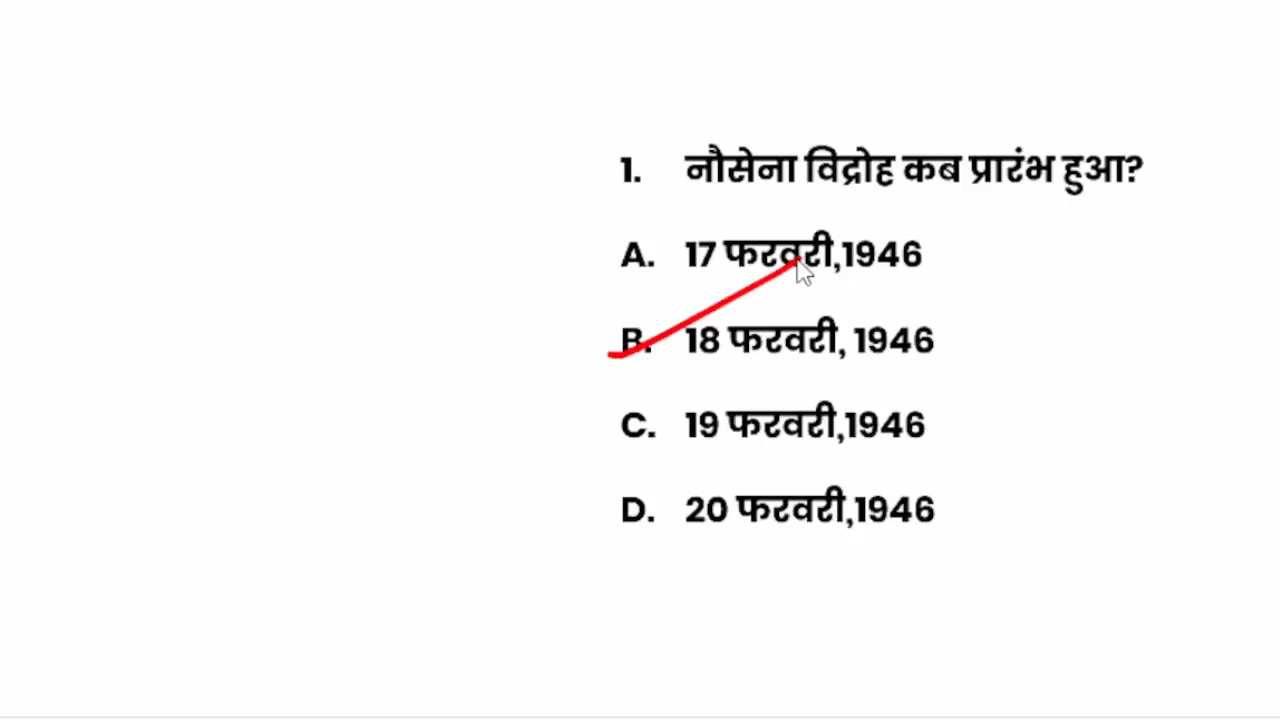 1. नौसेना विद्रोह कब प्रारंभ हुआ?
A. 17 फरवरी,1946
B. 18 फरवरी, 1946
C. 19 फरवरी,1946
D. 20 फरवरी,1946